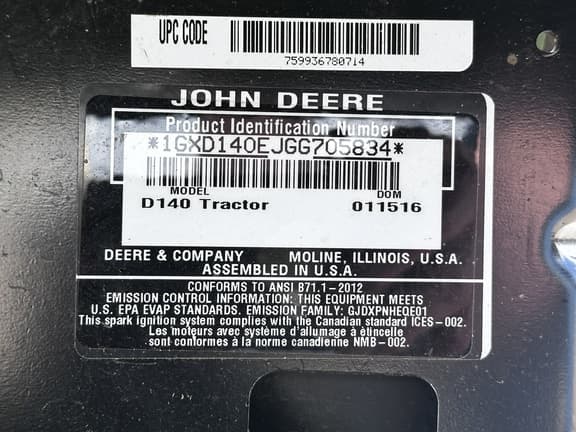 UPC CODE
759936780714
JOHN DEERE
Product Identification Number
*1GXD140EJGG705834*
MODEL DOM
D140 Tractor 011516
DEERE & COMPANY MOLINE, ILLINOIS, U.S.A.
ASSEMBLED IN U.S.A.
CONFORMS TO ANSI B71.1-2012
EMISSION CONTROL INFORMATION: THIS EQUIPMENT MEETS
U.S. EPA EVAP STANDARDS. EMISSION FAMILY: GJDXPNHEQE01
This spark ignition system complies with the Canadian standard ICES-002.
Les moteurs avec système d'allumage à étincelle
sont conformes à la norme canadienne NMB-002.